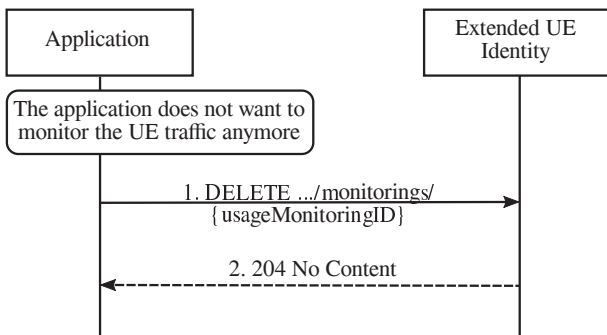 Application
Extended UE
Identity
The application does not want to
monitor the UE traffic anymore
1. DELETE .../monitorings/
{usageMonitoringID}
2. 204 No Content